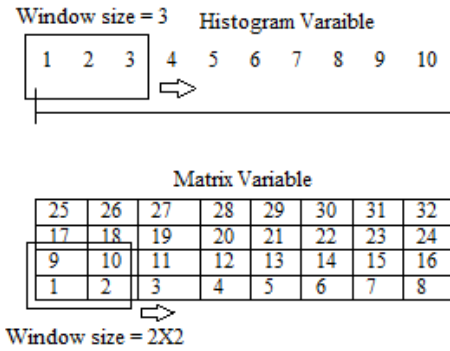 Window size = 3
Histogram Varaible
1 2 3 4 5 6 7 8 9 10
Matrix Variable
25 26 27 28 29 30 31 32
17 18 19 20 21 22 23 24
9 10 11 12 13 14 15 16
1 2 3 4 5 6 7 8
Window size = 2X2